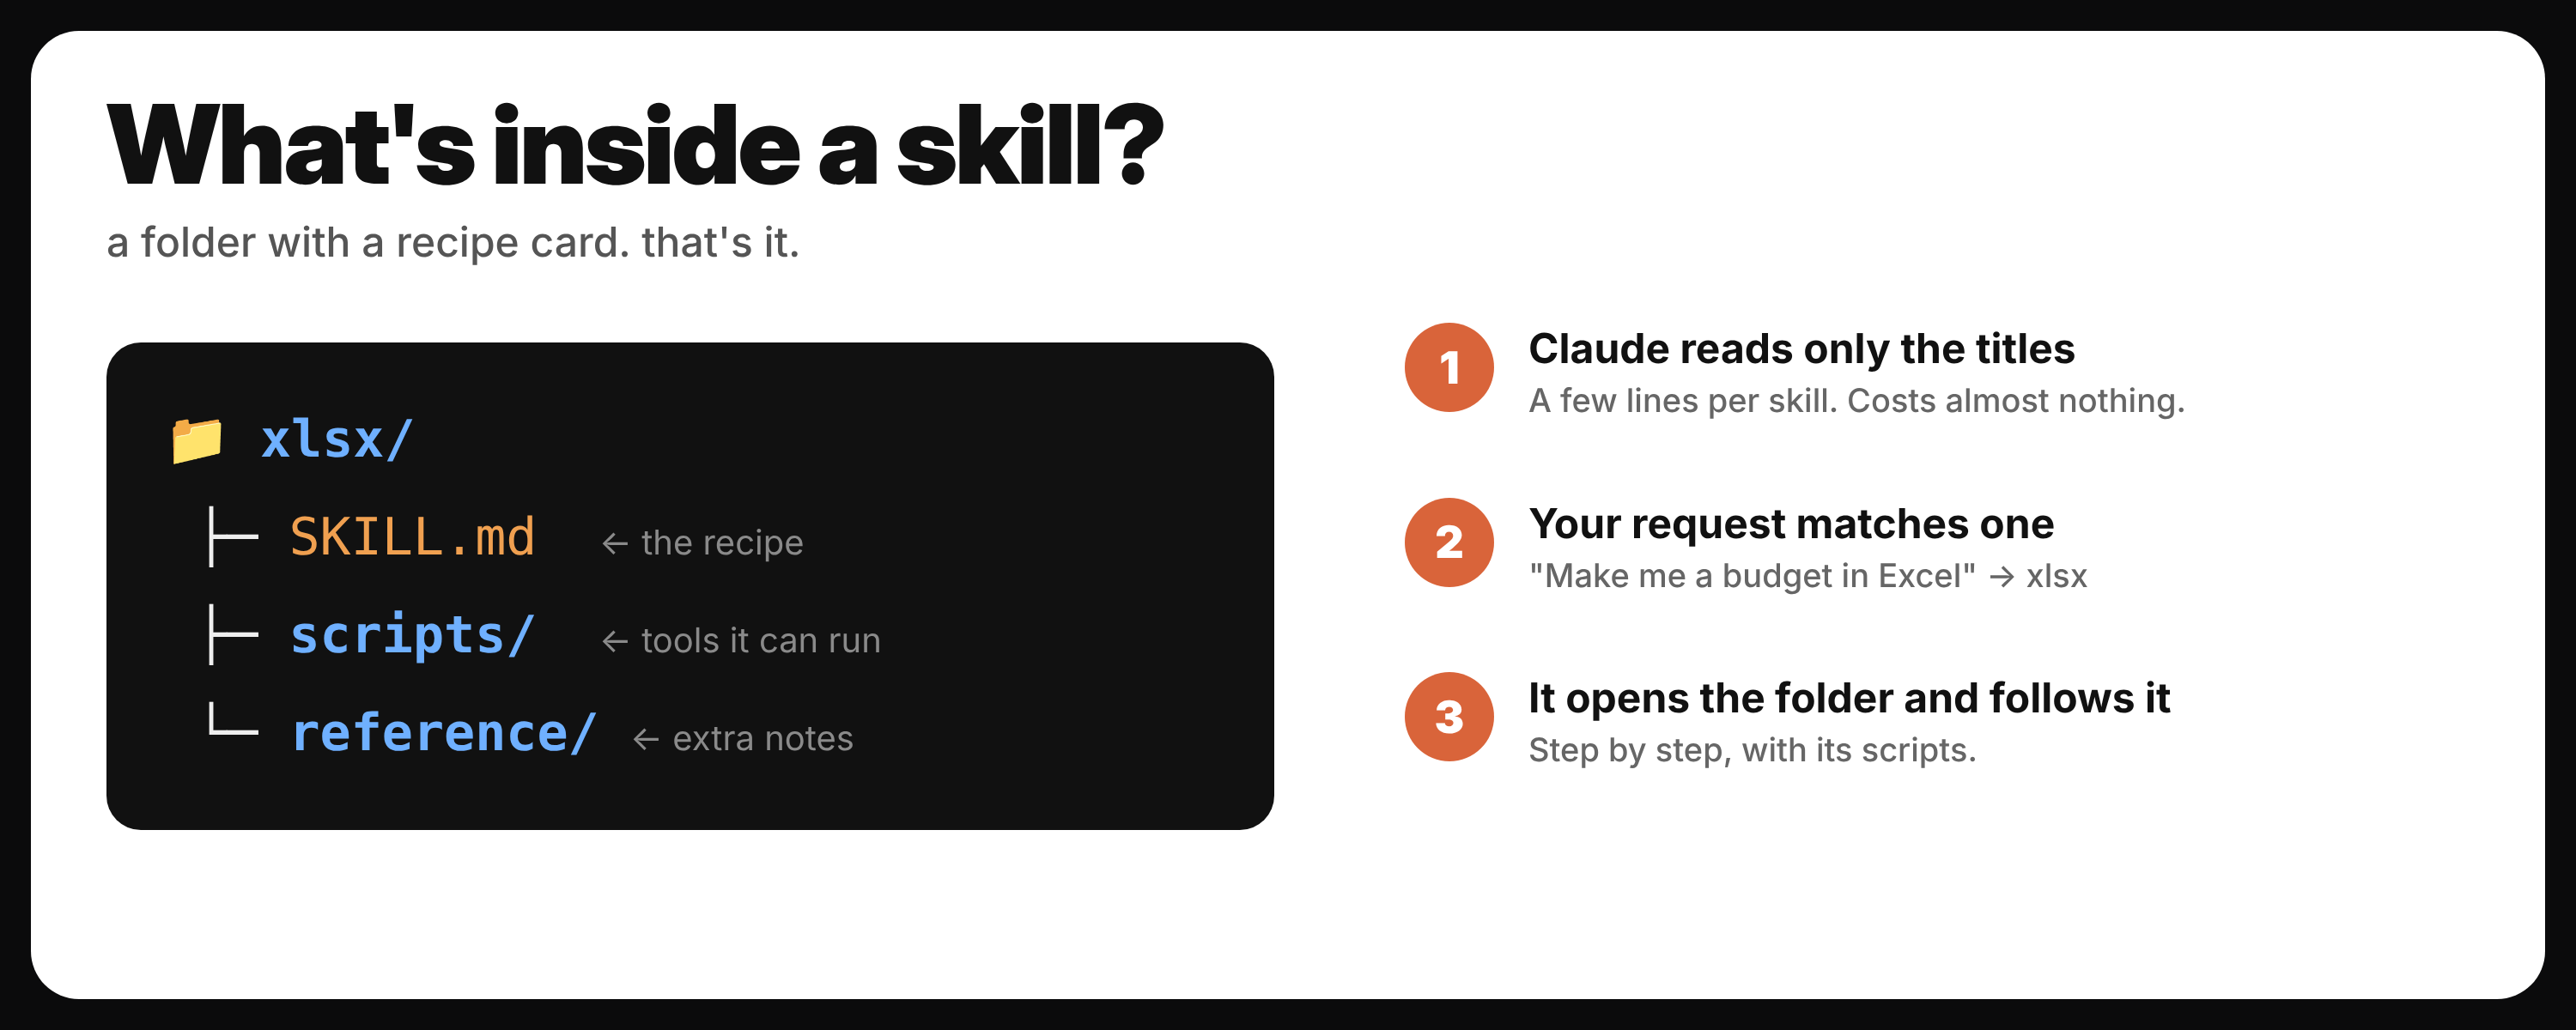 What's inside a skill?
a folder with a recipe card. that's it.
📁 xlsx/
├─ SKILL.md ← the recipe
├─ scripts/ ← tools it can run
└─ reference/ ← extra notes
1 Claude reads only the titles
A few lines per skill. Costs almost nothing.
2 Your request matches one
"Make me a budget in Excel" → xlsx
3 It opens the folder and follows it
Step by step, with its scripts.